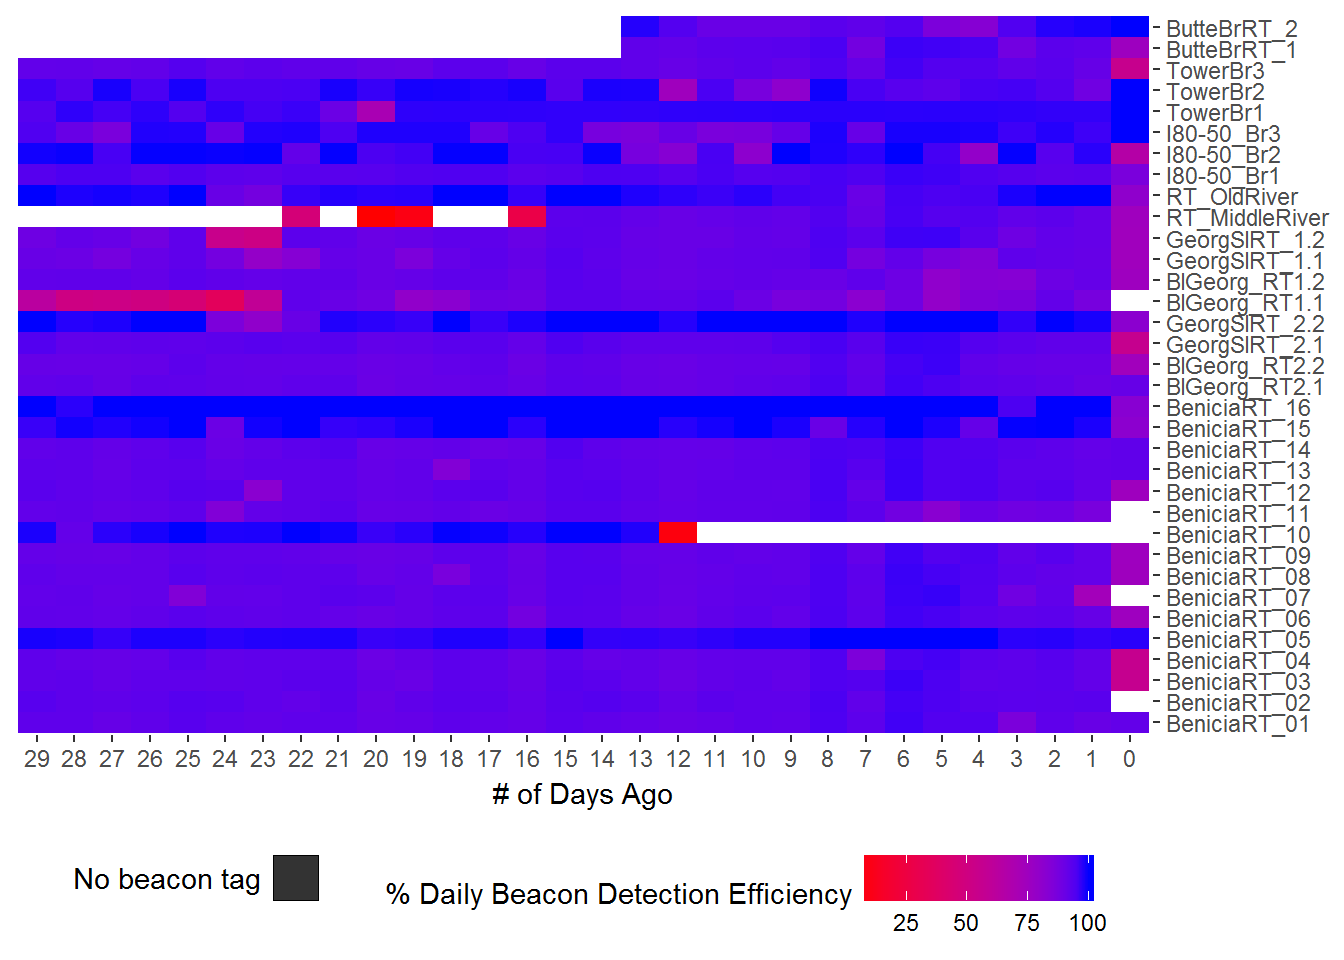 ButteBrRT_2
ButteBrRT_1
TowerBr3
TowerBr2
TowerBr1
I80-50_Br3
I80-50_Br2
I80-50_Br1
RT_OldRiver
RT_MiddleRiver
GeorgSlRT_1.2
GeorgSlRT_1.1
BlGeorg_RT1.2
BlGeorg_RT1.1
GeorgSlRT_2.2
GeorgSlRT_2.1
BlGeorg_RT2.2
BlGeorg_RT2.1
BeniciaRT_16
BeniciaRT_15
BeniciaRT_14
BeniciaRT_13
BeniciaRT_12
BeniciaRT_11
BeniciaRT_10
BeniciaRT_09
BeniciaRT_08
BeniciaRT_07
BeniciaRT_06
BeniciaRT_05
BeniciaRT_04
BeniciaRT_03
BeniciaRT_02
BeniciaRT_01
29 28 27 26 25 24 23 22 21 20 19 18 17 16 15 14 13 12 11 10 9 8 7 6 5 4 3 2 1 0
# of Days Ago
No beacon tag
% Daily Beacon Detection Efficiency
25 50 75 100